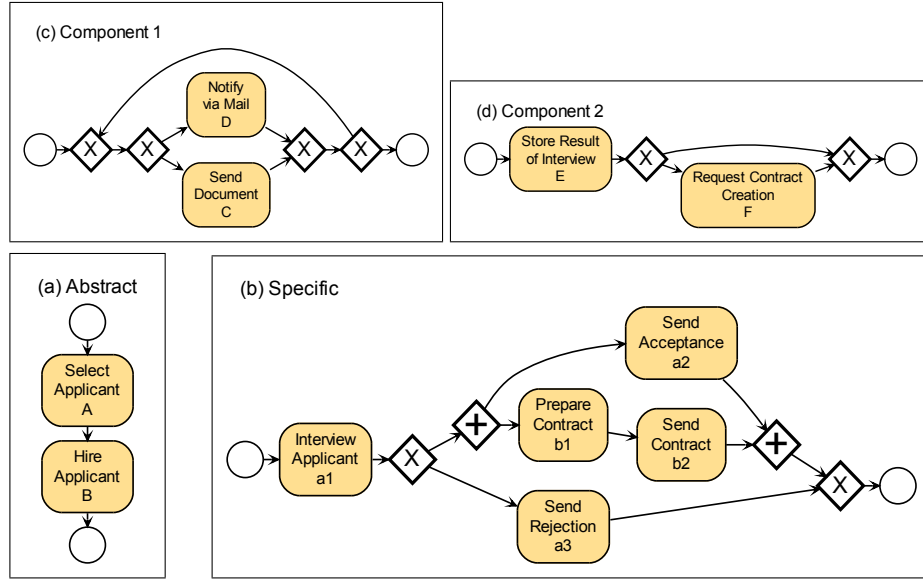 (c) Component 1
Notify
via Mail
D
X
X
X
X
Send
Document
C
(d) Component 2
Store Result
of Interview
E
X
X
Request Contract
Creation
F
(a) Abstract
Select
Applicant
A
Hire
Applicant
B
(b) Specific
Send
Acceptance
a2
+
Prepare
Contract
b1
Send
Contract
b2
+
Interview
Applicant
a1
X
X
Send
Rejection
a3